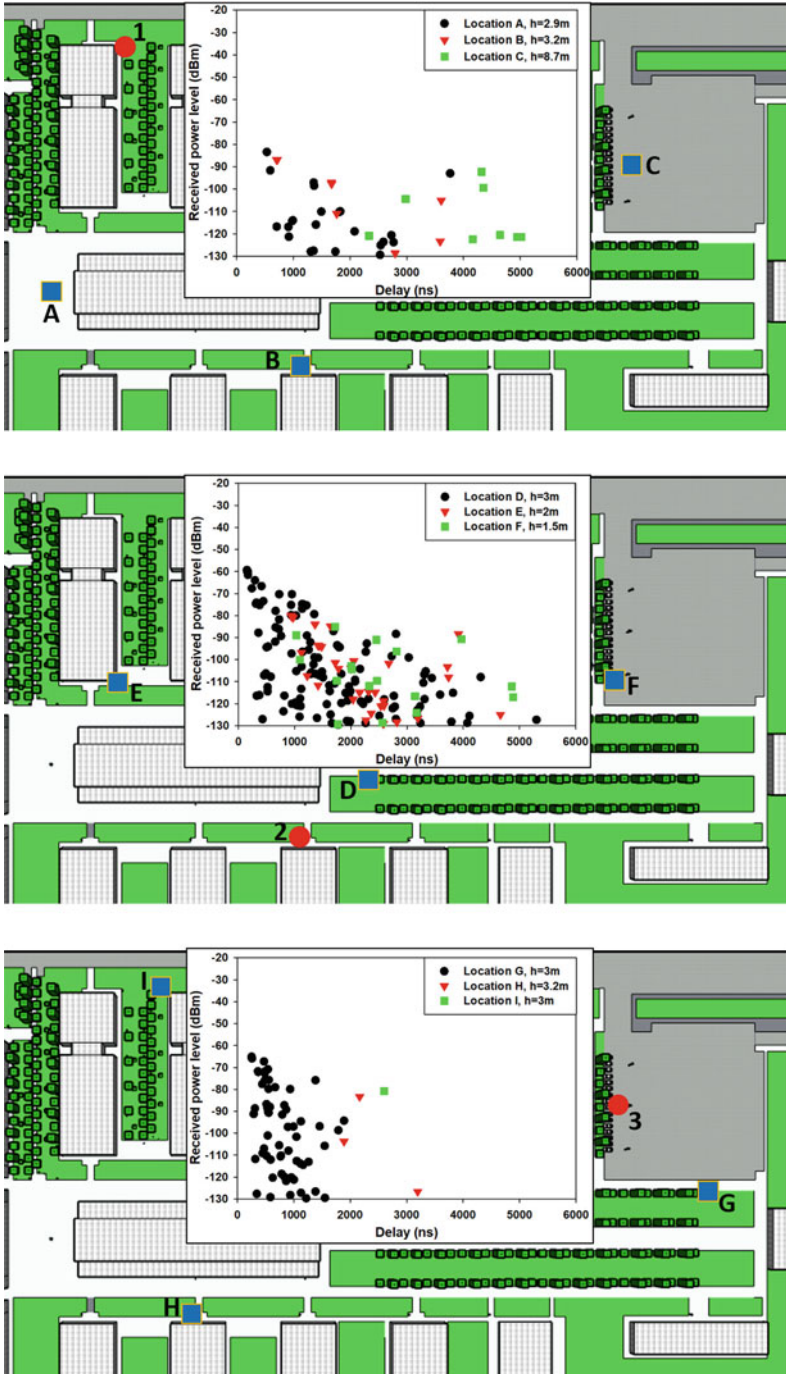 1
Location A, h=2.9m
Location B, h=3.2m
Location C, h=8.7m
Received power level (dBm)
-20
-30
-40
-50
-60
-70
-80
-90
-100
-110
-120
-130
0 1000 2000 3000 4000 5000 6000
Delay (ns)
A
B
C
Location D, h=3m
Location E, h=2m
Location F, h=1.5m
Received power level (dBm)
-20
-30
-40
-50
-60
-70
-80
-90
-100
-110
-120
-130
0 1000 2000 3000 4000 5000 6000
Delay (ns)
E
F
D
2
I
Location G, h=3m
Location H, h=3.2m
Location I, h=3m
Received power level (dBm)
-20
-30
-40
-50
-60
-70
-80
-90
-100
-110
-120
-130
0 1000 2000 3000 4000 5000 6000
Delay (ns)
3
G
H